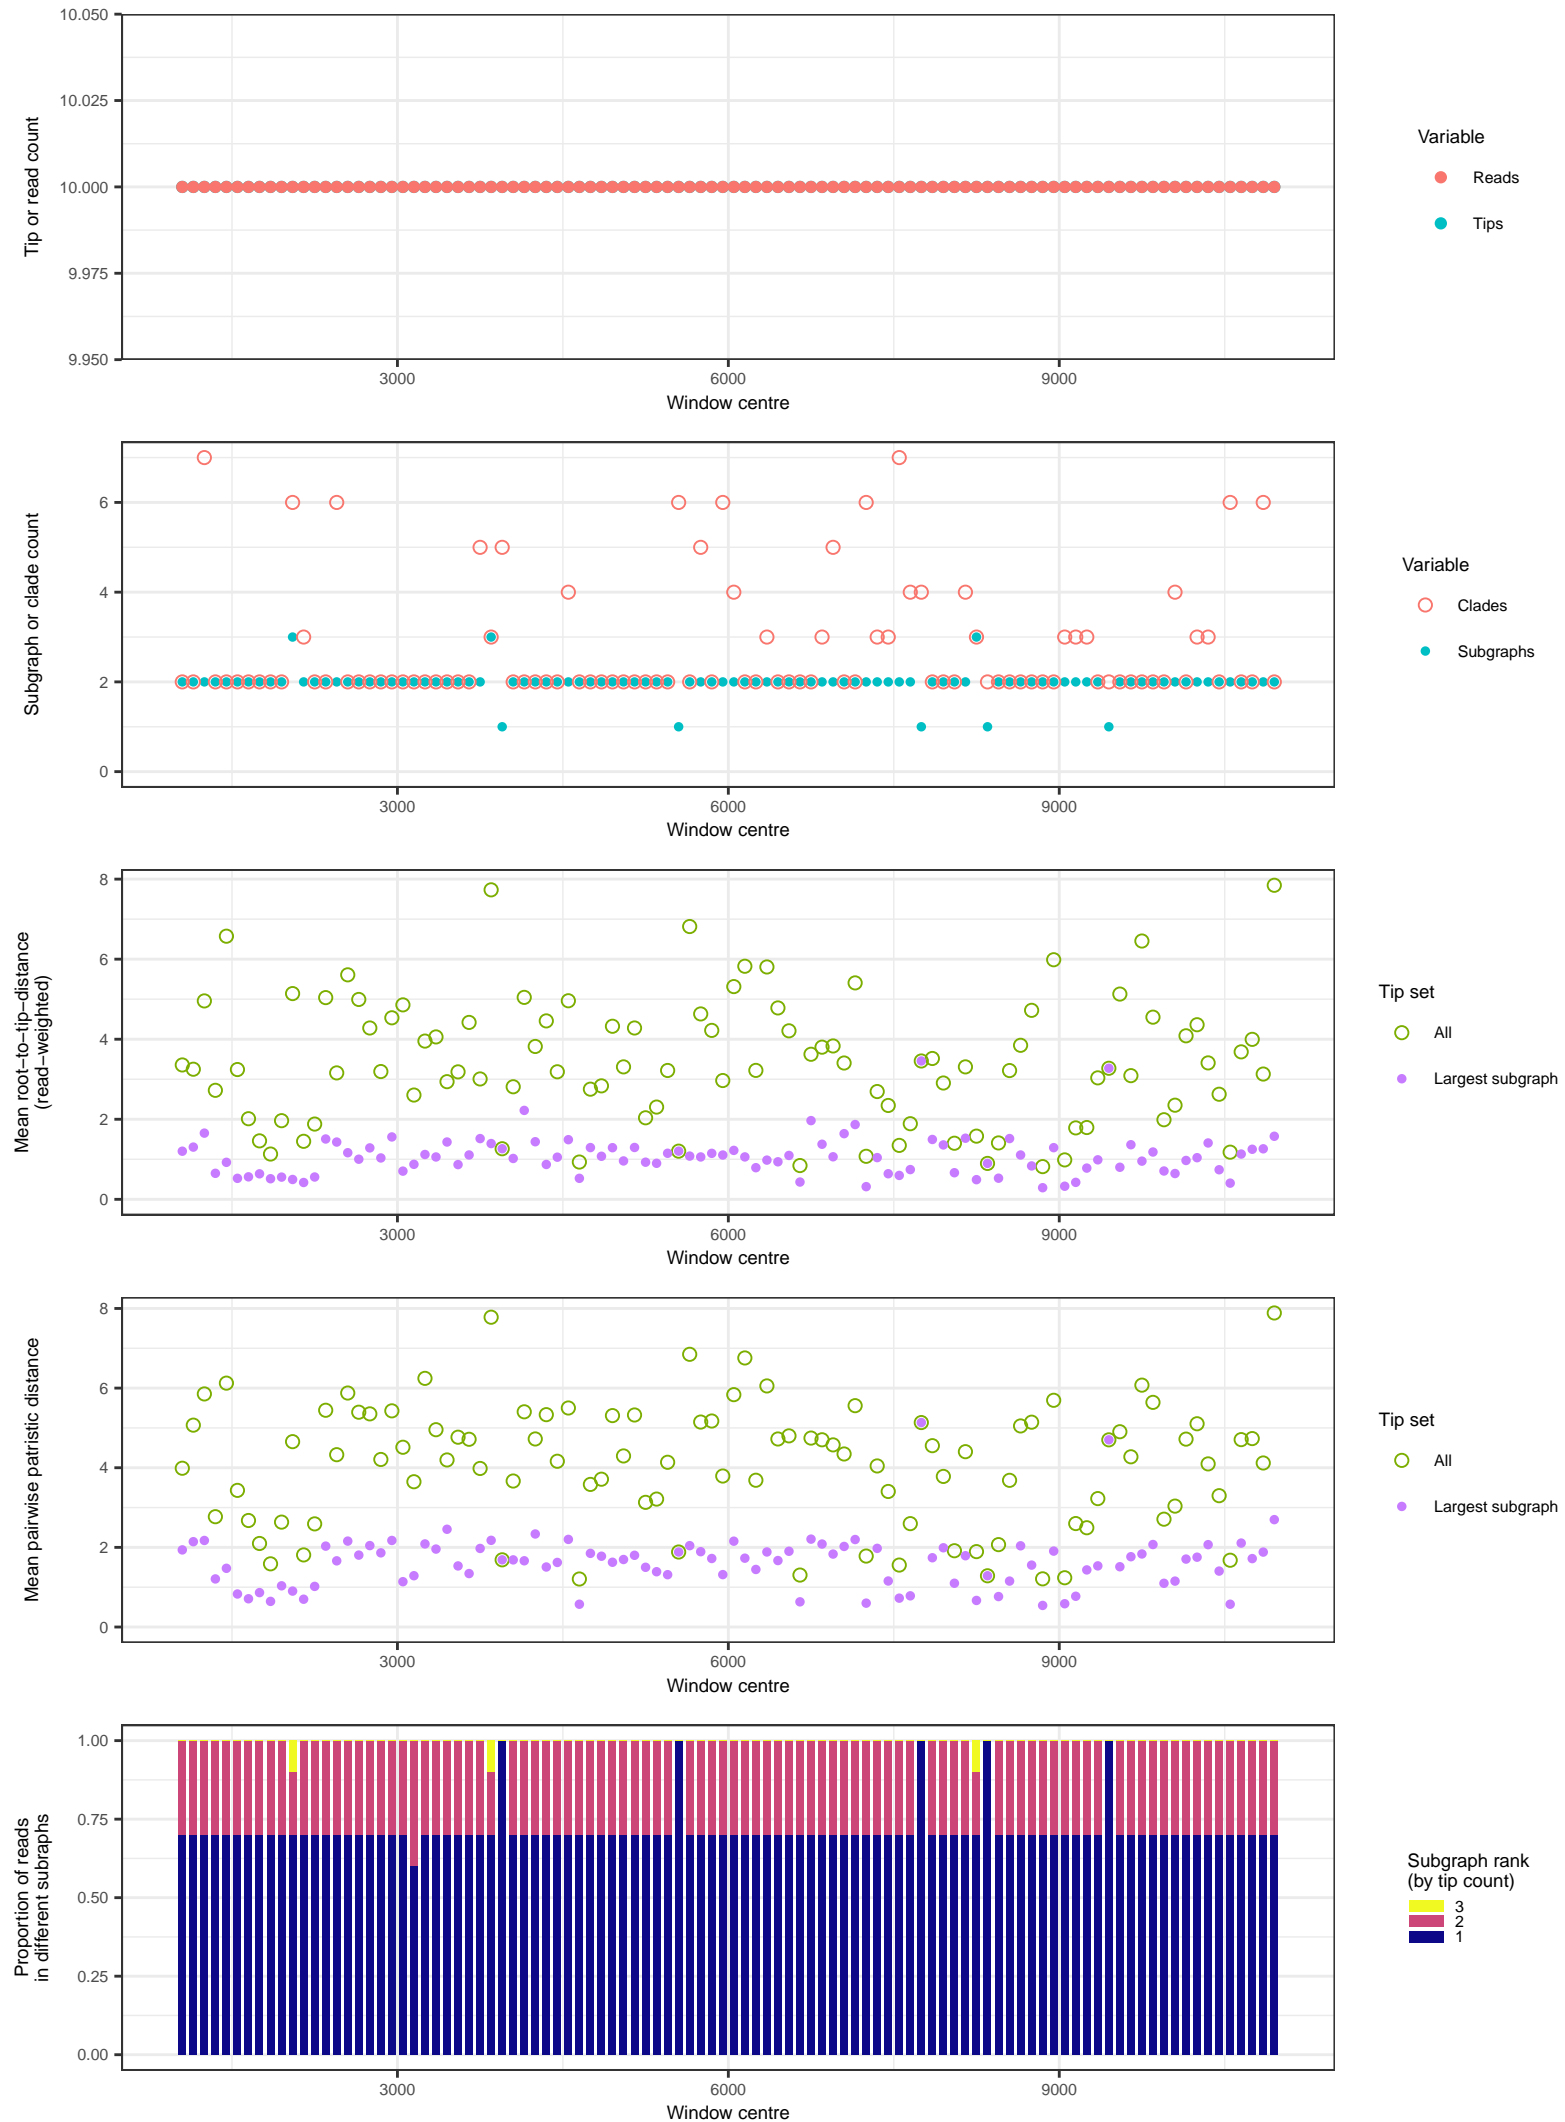 10.050
10.025
10.000
9.975
9.950
Tip or read count
3000
6000
9000
Window centre
Variable
Reads
Tips
6
4
2
0
Subgraph or clade count
3000
6000
9000
Window centre
Variable
Clades
Subgraphs
8
6
4
2
0
Mean root−to−tip−distance
(read−weighted)
3000
6000
9000
Window centre
Tip set
All
Largest subgraph
8
6
4
2
0
Mean pairwise patristic distance
3000
6000
9000
Window centre
Tip set
All
Largest subgraph
1.00
0.75
0.50
0.25
0.00
Proportion of reads
in different subraphs
3000
6000
9000
Window centre
Subgraph rank
(by tip count)
3
2
1